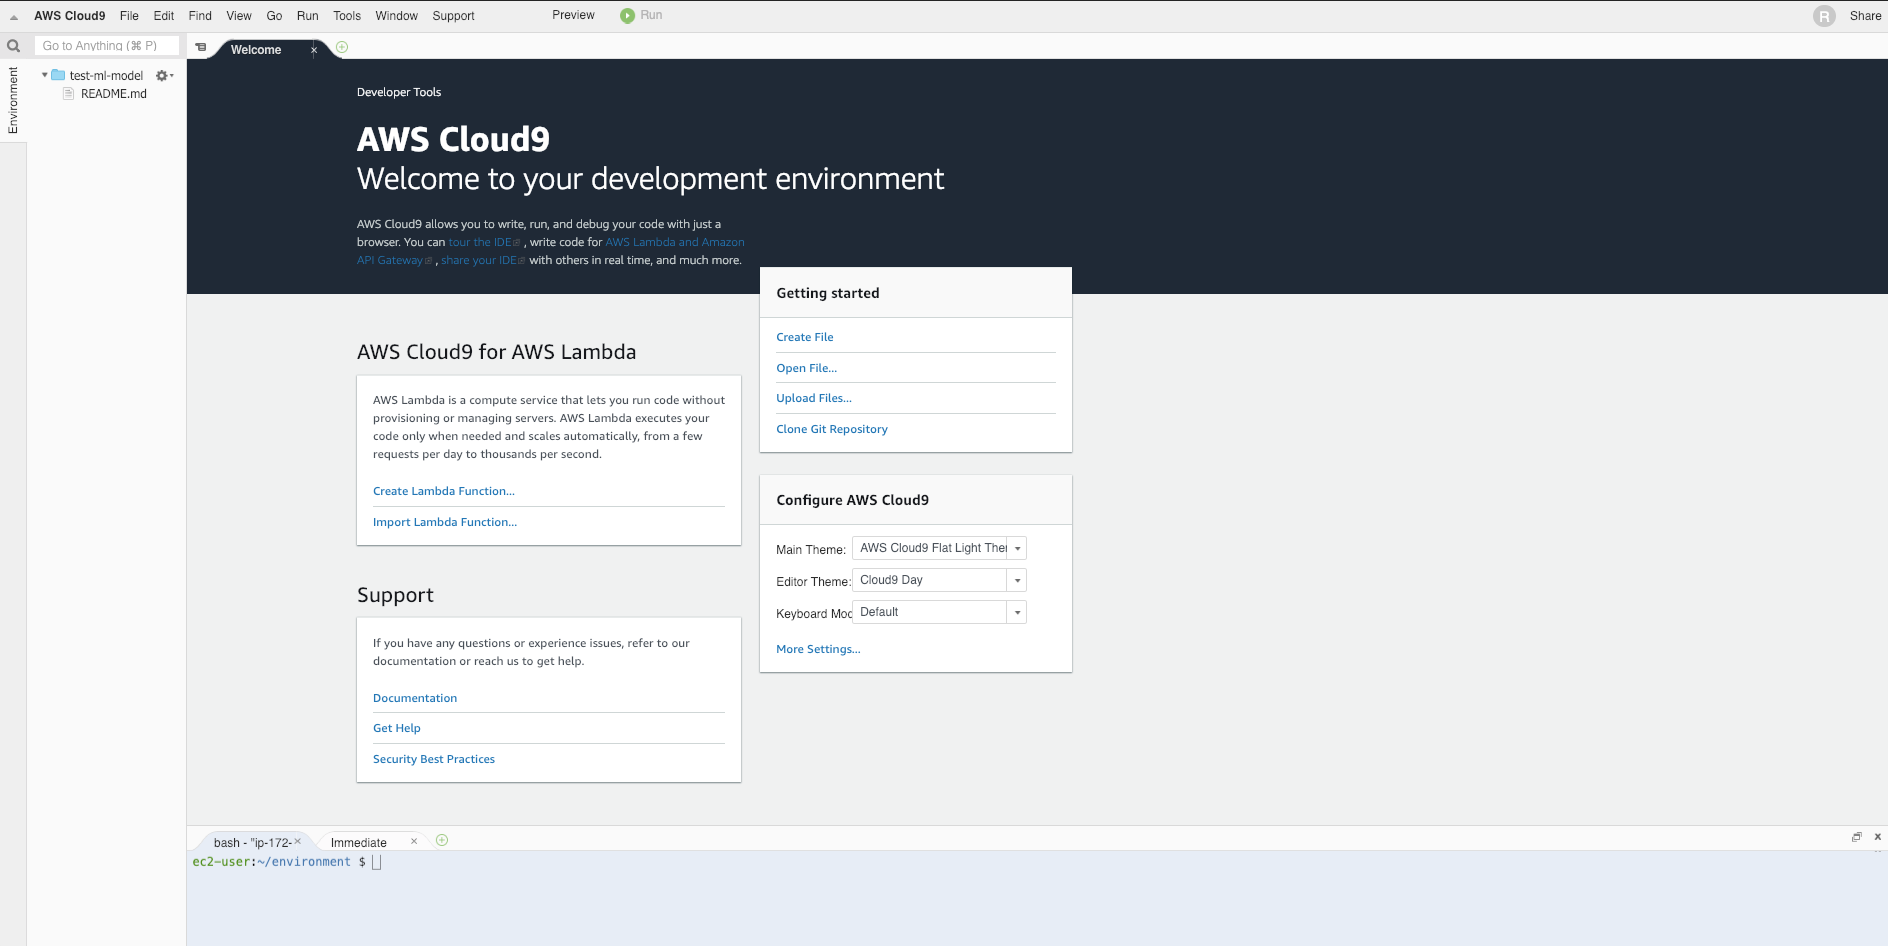 AWS Cloud9 File Edit Find View Go Run Tools Window Support Preview Run R Share
Go to Anything (⌘ P)
Welcome
Environment
test-ml-model
README.md
Developer Tools
AWS Cloud9
Welcome to your development environment
AWS Cloud9 allows you to write, run, and debug your code with just a
browser. You can tour the IDE , write code for AWS Lambda and Amazon
API Gateway , share your IDE with others in real time, and much more.
Getting started
Create File
Open File...
Upload Files...
Clone Git Repository
AWS Cloud9 for AWS Lambda
AWS Lambda is a compute service that lets you run code without
provisioning or managing servers. AWS Lambda executes your
code only when needed and scales automatically, from a few
requests per day to thousands per second.
Create Lambda Function...
Import Lambda Function...
Configure AWS Cloud9
Main Theme: AWS Cloud9 Flat Light The
Editor Theme: Cloud9 Day
Keyboard Mod Default
More Settings...
Support
If you have any questions or experience issues, refer to our
documentation or reach us to get help.
Documentation
Get Help
Security Best Practices
bash - "ip-172- Immediate
ec2-user:~/environment $